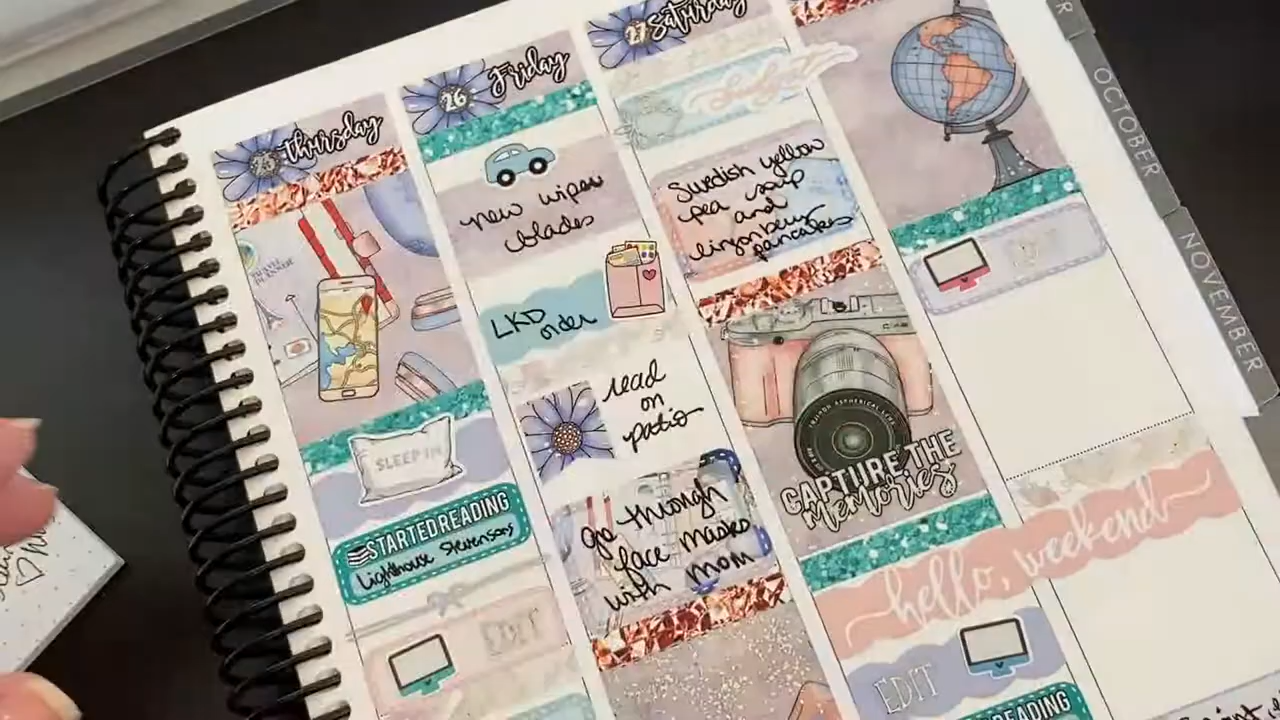 Thursday
SLEEP IN
STARTED READING
Lighthouse Stevensons
EDIT
26
Friday
new wiper
blades
LKD
order
read
on
patio
go through
face masks
with mom
27
Saturday
Swedish yellow
pea soup
and
lingonberry
pancakes
CAPTURE THE
Memories
hello, weekend
EDIT
READING
OCTOBER
NOVEMBER